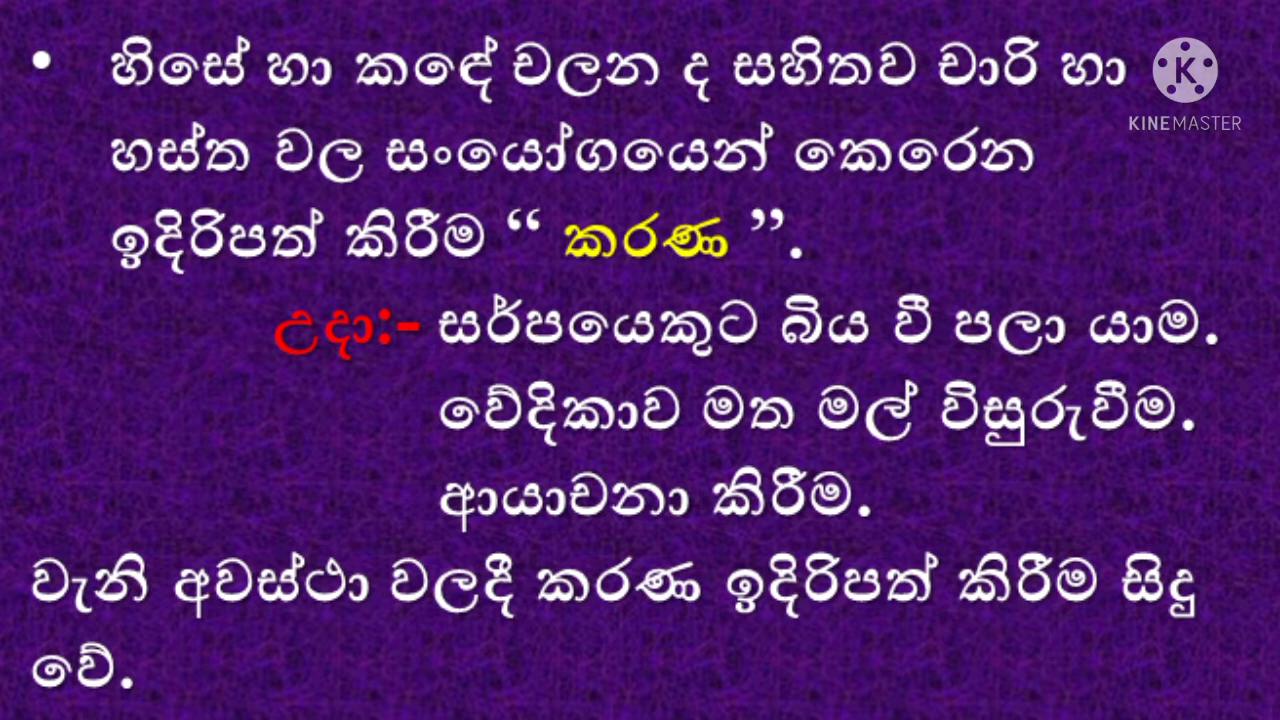 • හිසේ හා කඳේ චලන ද සහිතව චාරි හා
හස්ත වල සංයෝගයෙන් කෙරෙන
ඉදිරිපත් කිරීම “ කරණ ”.
උදා:- සර්පයෙකුට බිය වී පලා යාම.
වේදිකාව මත මල් විසුරුවීම.
ආයාචනා කිරීම.
වැනි අවස්ථා වලදී කරණ ඉදිරිපත් කිරීම සිදු
වේ.
K
KINEMASTER